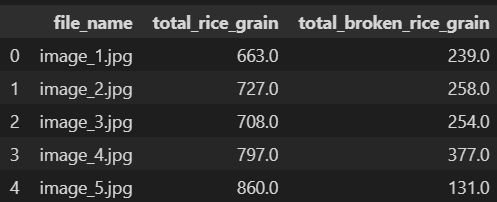 file_name total_rice_grain total_broken_rice_grain
0 image_1.jpg 663.0 239.0
1 image_2.jpg 727.0 258.0
2 image_3.jpg 708.0 254.0
3 image_4.jpg 797.0 377.0
4 image_5.jpg 860.0 131.0